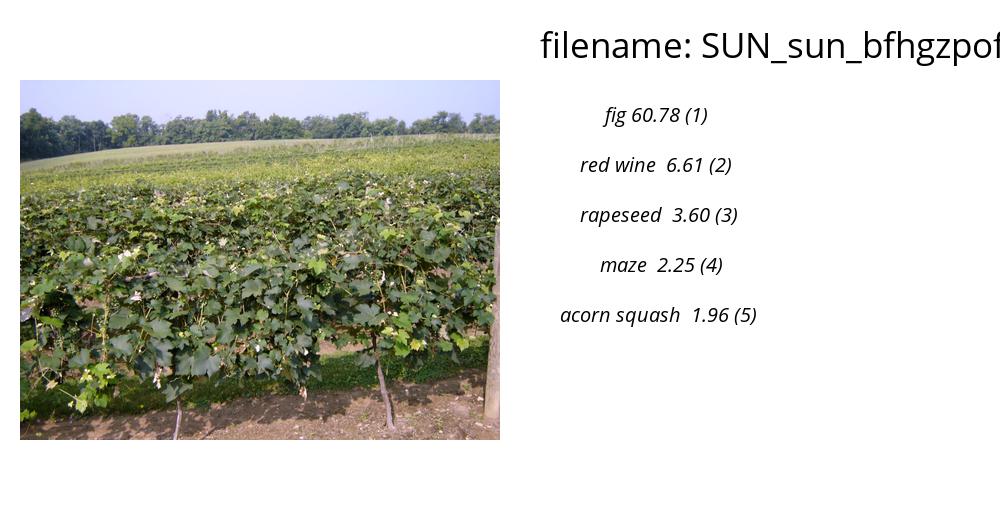 filename: SUN_sun_bfhgzpof
fig 60.78 (1)
red wine 6.61 (2)
rapeseed 3.60 (3)
maze 2.25 (4)
acorn squash 1.96 (5)